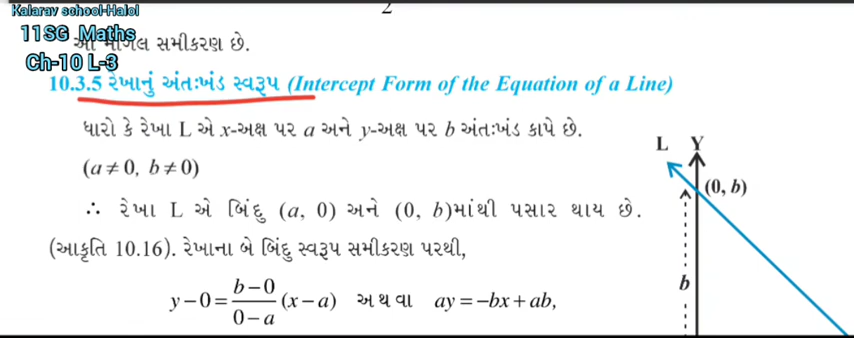 Kalarav school-Halol
11SG Maths
Ch-10 L-3
2
સમીકરણ છે.
10.3.5 રેખાનું અંતઃખંડ સ્વરૂપ (Intercept Form of the Equation of a Line)
ધારો કે રેખા L એ x-અક્ષ પર a અને y-અક્ષ પર b અંતઃખંડ કાપે છે.
(a ≠ 0, b ≠ 0)
∴ રેખા L એ બિંદુ (a, 0) અને (0, b)માંથી પસાર થાય છે.
(આકૃતિ 10.16). રેખાના બે બિંદુ સ્વરૂપ સમીકરણ પરથી,
y − 0 = \frac{b − 0}{0 − a} (x − a) અથવા ay = −bx + ab,
L Y
(0, b)
b